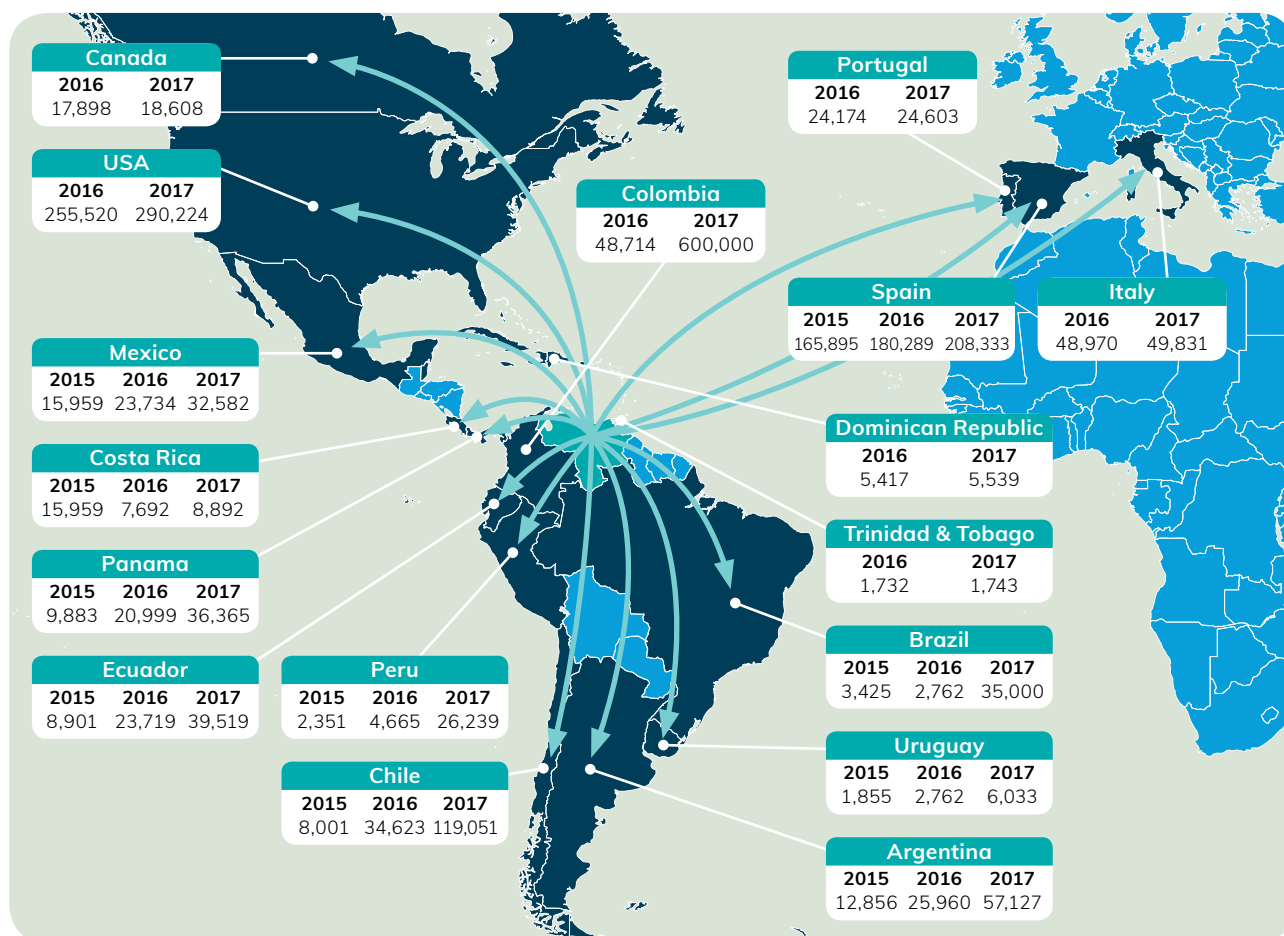 Canada
2016 2017
17,898 18,608
USA
2016 2017
255,520 290,224
Portugal
2016 2017
24,174 24,603
Colombia
2016 2017
48,714 600,000
Spain
2015 2016 2017
165,895 180,289 208,333
Italy
2016 2017
48,970 49,831
Mexico
2015 2016 2017
15,959 23,734 32,582
Costa Rica
2015 2016 2017
15,959 7,692 8,892
Panama
2015 2016 2017
9,883 20,999 36,365
Ecuador
2015 2016 2017
8,901 23,719 39,519
Peru
2015 2016 2017
2,351 4,665 26,239
Chile
2015 2016 2017
8,001 34,623 119,051
Dominican Republic
2016 2017
5,417 5,539
Trinidad & Tobago
2016 2017
1,732 1,743
Brazil
2015 2016 2017
3,425 2,762 35,000
Uruguay
2015 2016 2017
1,855 2,762 6,033
Argentina
2015 2016 2017
12,856 25,960 57,127